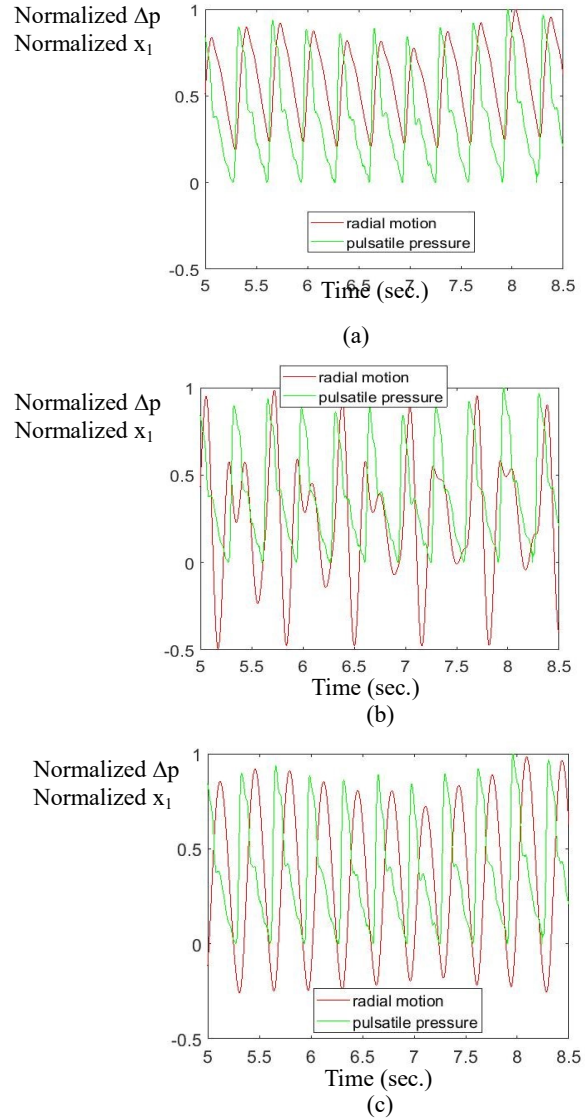 Normalized Δp
Normalized x₁
1
0.5
0
-0.5
radial motion
pulsatile pressure
5 5.5 6 6.5 7 7.5 8 8.5
Time (sec.)
(a)
Normalized Δp
Normalized x₁
1
0.5
0
-0.5
radial motion
pulsatile pressure
5 5.5 6 6.5 7 7.5 8 8.5
Time (sec.)
(b)
Normalized Δp
Normalized x₁
1
0.5
0
-0.5
radial motion
pulsatile pressure
5 5.5 6 6.5 7 7.5 8 8.5
Time (sec.)
(c)